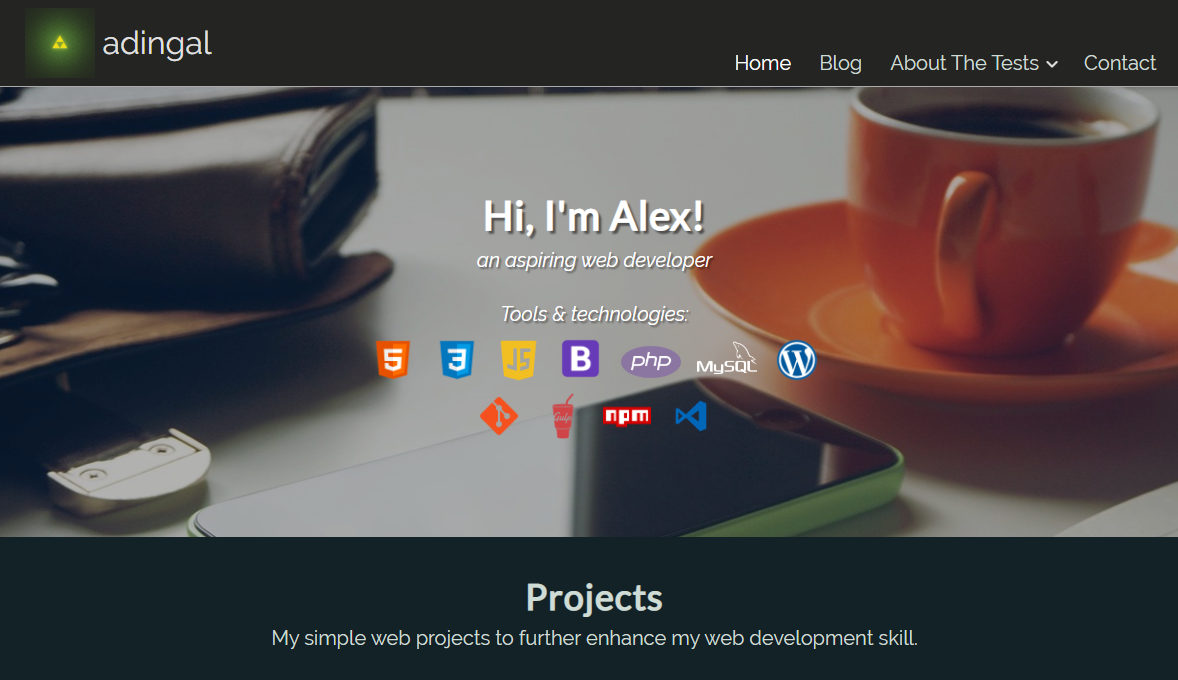 adingal
Home Blog About The Tests Contact
Hi, I'm Alex!
an aspiring web developer
Tools & technologies:
5 3 JS B php MySQL W
Gulp npm
Projects
My simple web projects to further enhance my web development skill.